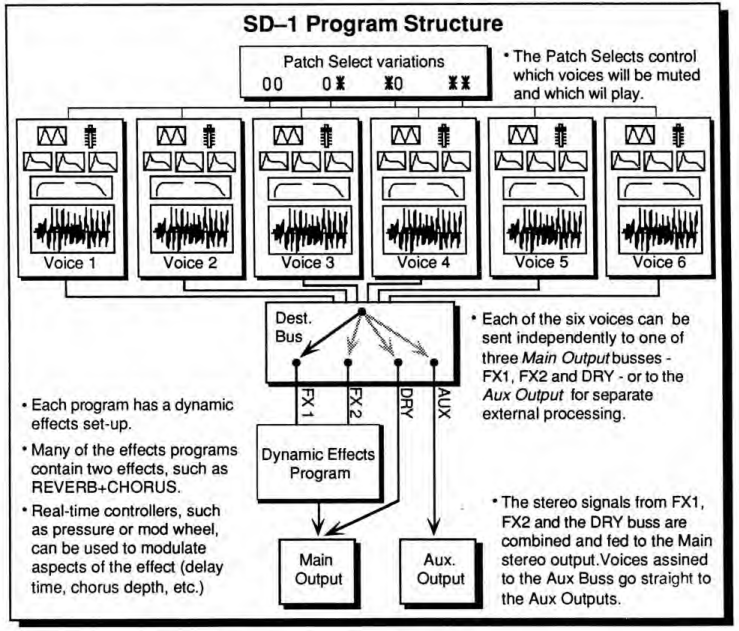 SD–1 Program Structure
Patch Select variations
00 0* *0 **
• The Patch Selects control
which voices will be muted
and which wil play.
Voice 1
Voice 2
Voice 3
Voice 4
Voice 5
Voice 6
Dest.
Bus
FX 1
FX 2
DRY
AUX
• Each of the six voices can be
sent independently to one of
three Main Output busses -
FX1, FX2 and DRY - or to the
Aux Output for separate
external processing.
• Each program has a dynamic
effects set-up.
• Many of the effects programs
contain two effects, such as
REVERB+CHORUS.
• Real-time controllers, such
as pressure or mod wheel,
can be used to modulate
aspects of the effect (delay
time, chorus depth, etc.)
Dynamic Effects
Program
Main
Output
Aux.
Output
• The stereo signals from FX1,
FX2 and the DRY buss are
combined and fed to the Main
stereo output.Voices assined
to the Aux Buss go straight to
the Aux Outputs.